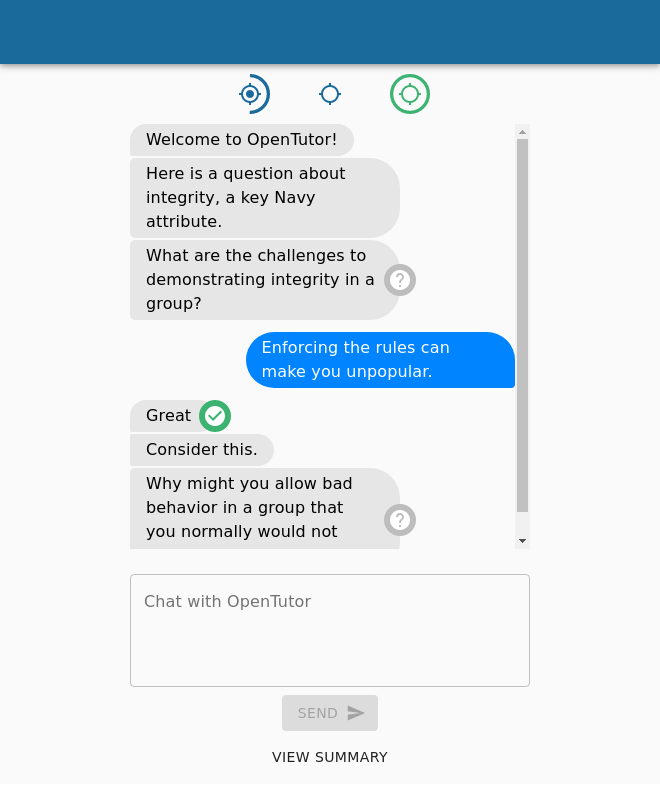 Welcome to OpenTutor!
Here is a question about
integrity, a key Navy
attribute.
What are the challenges to
demonstrating integrity in a
group?
Enforcing the rules can
make you unpopular.
Great
Consider this.
Why might you allow bad
behavior in a group that
you normally would not
Chat with OpenTutor
SEND
VIEW SUMMARY